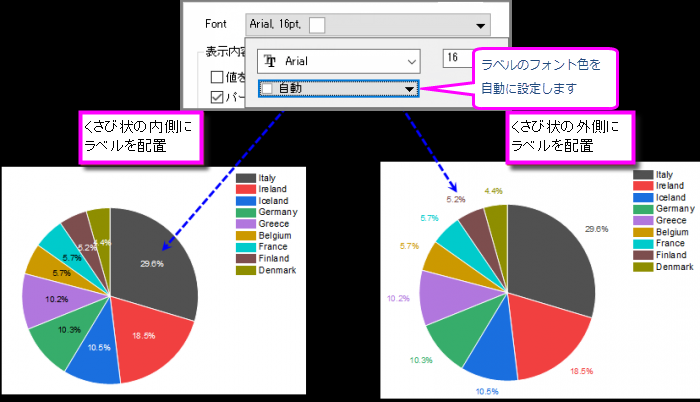 Font
Arial, 16pt,
表示内容
Arial
16
値を
自動
パー
ラベルのフォント色を
自動に設定します
くさび状の内側に
ラベルを配置
くさび状の外側に
ラベルを配置
Italy
Ireland
Iceland
Germany
Greece
Belgium
France
Finland
Denmark
29.6%
18.5%
10.5%
10.3%
10.2%
5.7%
5.7%
5.2%
4.4%
Italy
Ireland
Iceland
Germany
Greece
Belgium
France
Finland
Denmark
29.6%
18.5%
10.5%
10.3%
10.2%
5.7%
5.7%
5.2%
4.4%